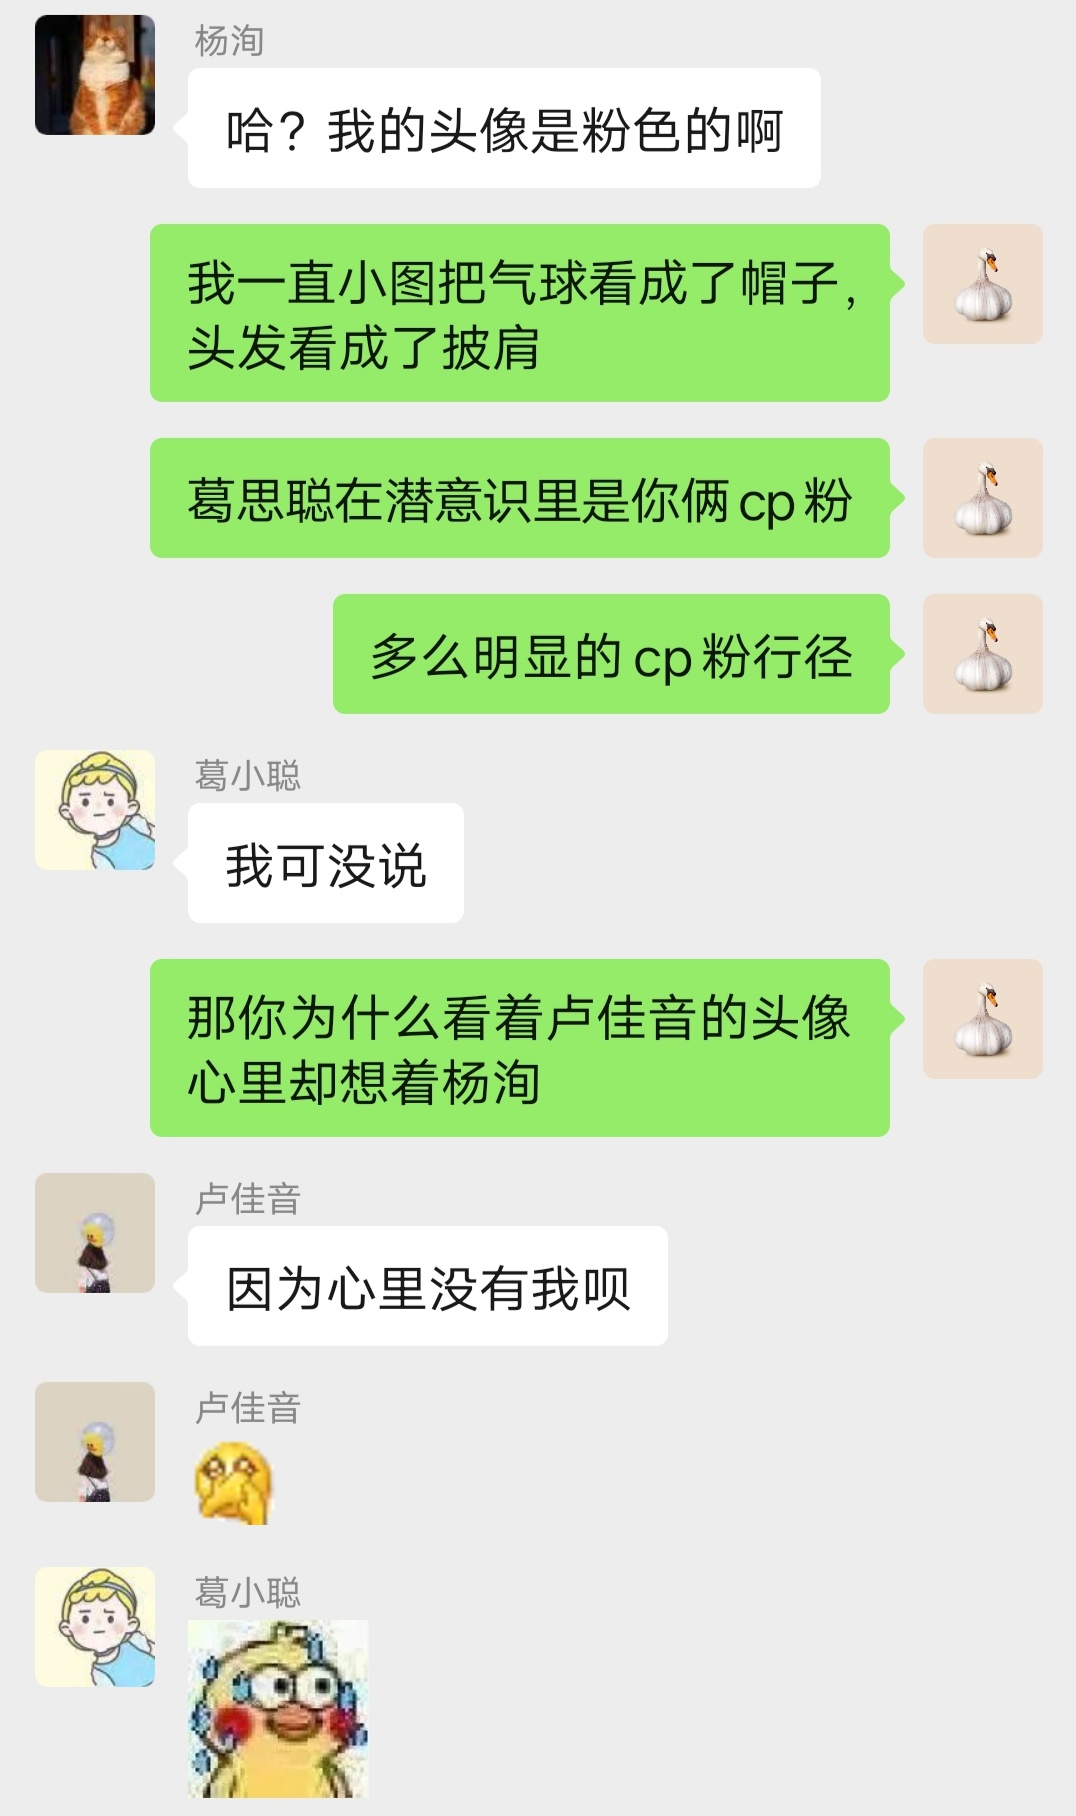 杨洵
哈？我的头像是粉色的啊
我一直小图把气球看成了帽子，
头发看成了披肩
葛思聪在潜意识里是你俩cp粉
多么明显的cp粉行径
葛小聪
我可没说
那你为什么看着卢佳音的头像
心里却想着杨洵
卢佳音
因为心里没有我呗
卢佳音
葛小聪